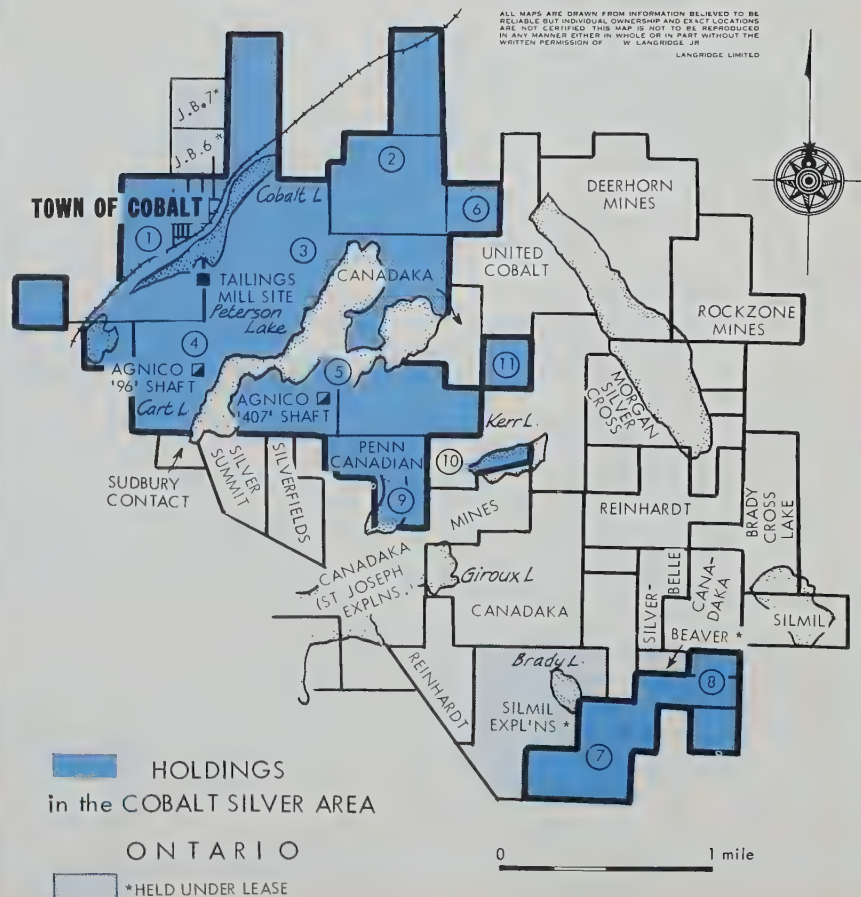 ALL MAPS ARE DRAWN FROM INFORMATION BELIEVED TO BE
RELIABLE BUT INDIVIDUAL OWNERSHIP AND EXACT LOCATIONS
ARE NOT CERTIFIED THIS MAP IS NOT TO BE REPRODUCED
IN ANY MANNER EITHER IN WHOLE OR IN PART WITHOUT THE
WRITTEN PERMISSION OF W LANGRIDGE JR
LANGRIDGE LIMITED
J.B.7*
J.B.6*
TOWN OF COBALT
Cobalt L
1
2
3
6
DEERHORN
MINES
UNITED
COBALT
CANADAKA
TAILINGS
MILL SITE
Peterson
Lake
ROCKZONE
MINES
4
5
11
AGNICO
'96' SHAFT
Cart L
AGNICO
'407' SHAFT
MORGAN
SILVER
CROSS
Kerr L.
SUDBURY
CONTACT
SILVER
SUMMIT
SILVERFIELDS
PENN
CANADIAN
10
9
MINES
REINHARDT
BRADY
CROSS
LAKE
CANADAKA
(ST JOSEPH
EXPLNS.
Giroux L
CANADAKA
SILVER-
BELLE
CANA-
DAKA
BEAVER *
SILMIL
REINHARDT
Brady L.
SILMIL
EXPL'NS *
8
7
HOLDINGS
in the COBALT SILVER AREA
ONTARIO
*HELD UNDER LEASE
0 1 mile